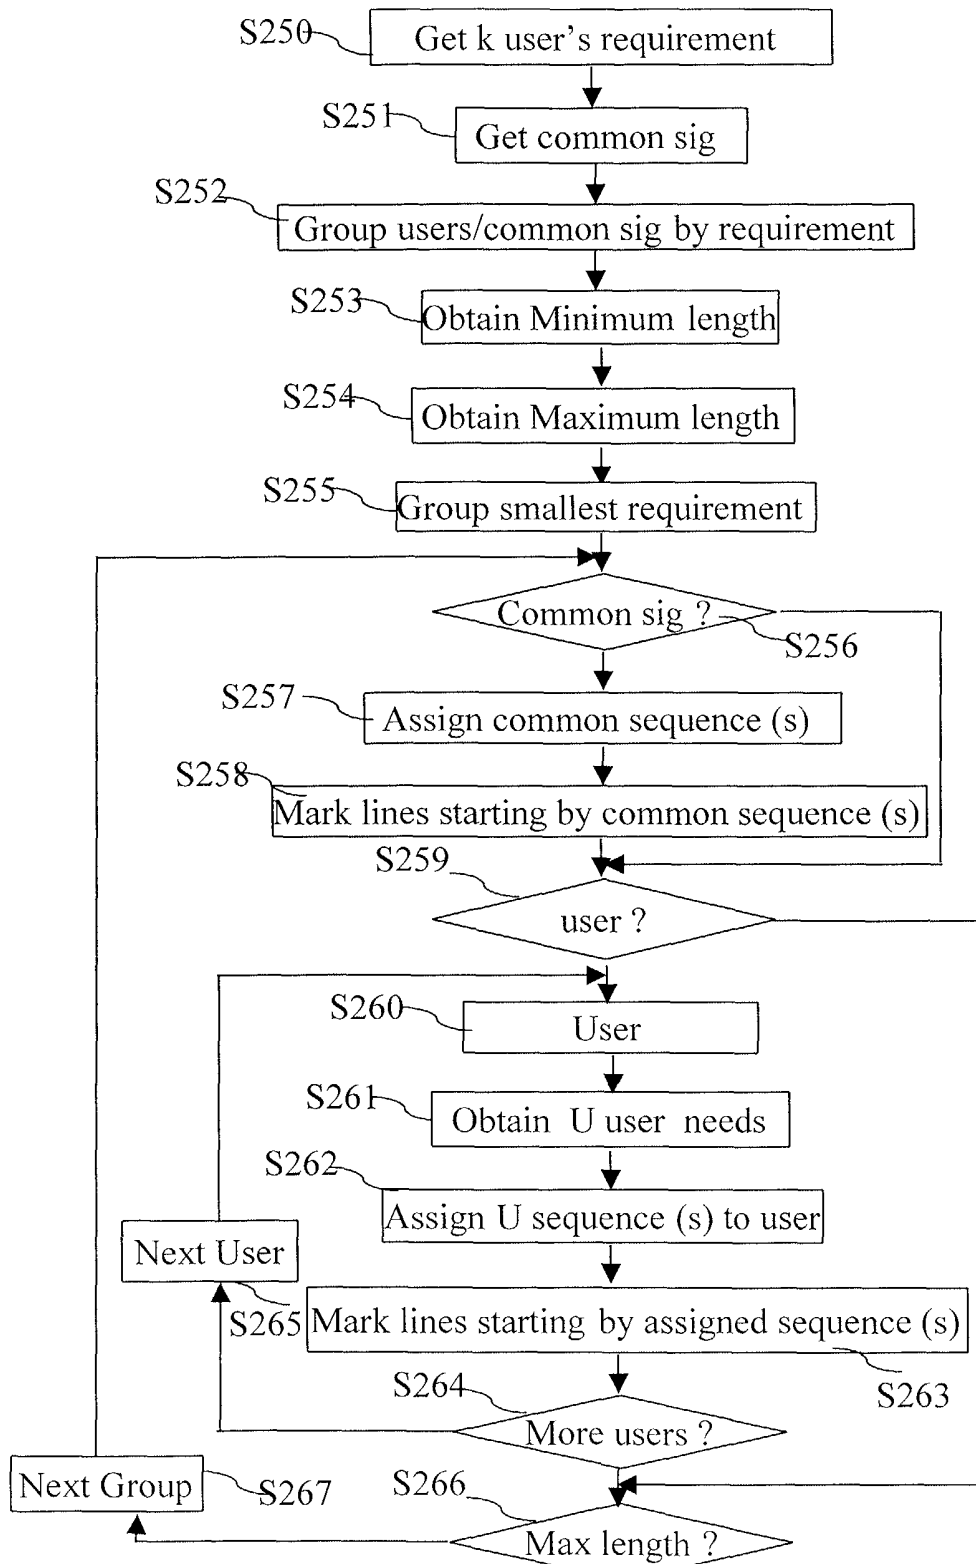 S250
Get k user's requirement
S251
Get common sig
S252
Group users/common sig by requirement
S253
Obtain Minimum length
S254
Obtain Maximum length
S255
Group smallest requirement
Common sig ?
S256
S257
Assign common sequence (s)
S258
Mark lines starting by common sequence (s)
S259
user ?
S260
User
S261
Obtain U user needs
S262
Assign U sequence (s) to user
Next User
S265
Mark lines starting by assigned sequence (s)
S263
S264
More users ?
Next Group
S267
S266
Max length ?